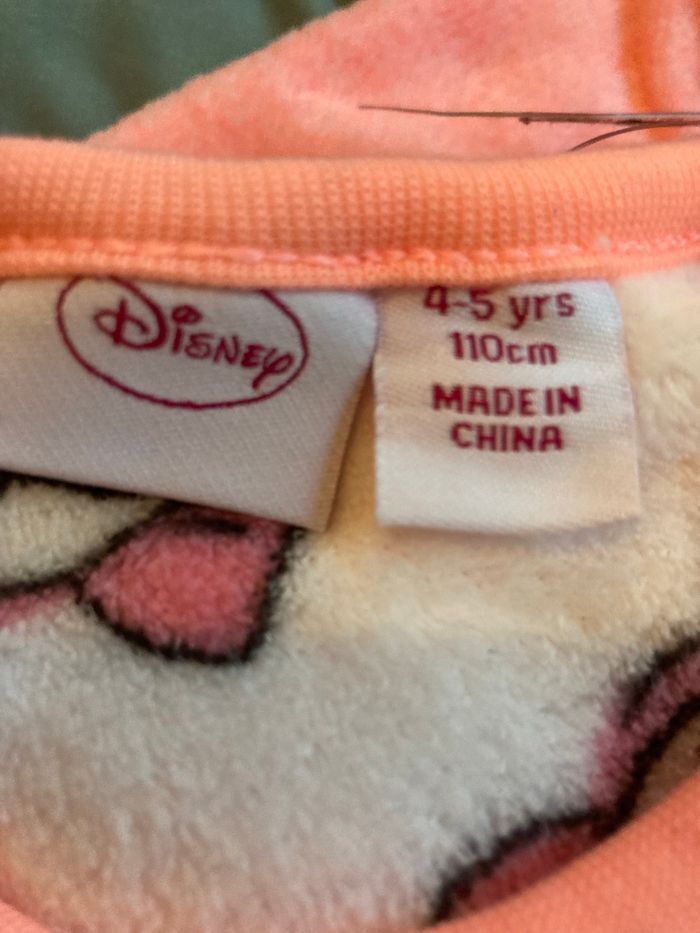 Disney
4-5 yrs
110cm
MADE IN
CHINA